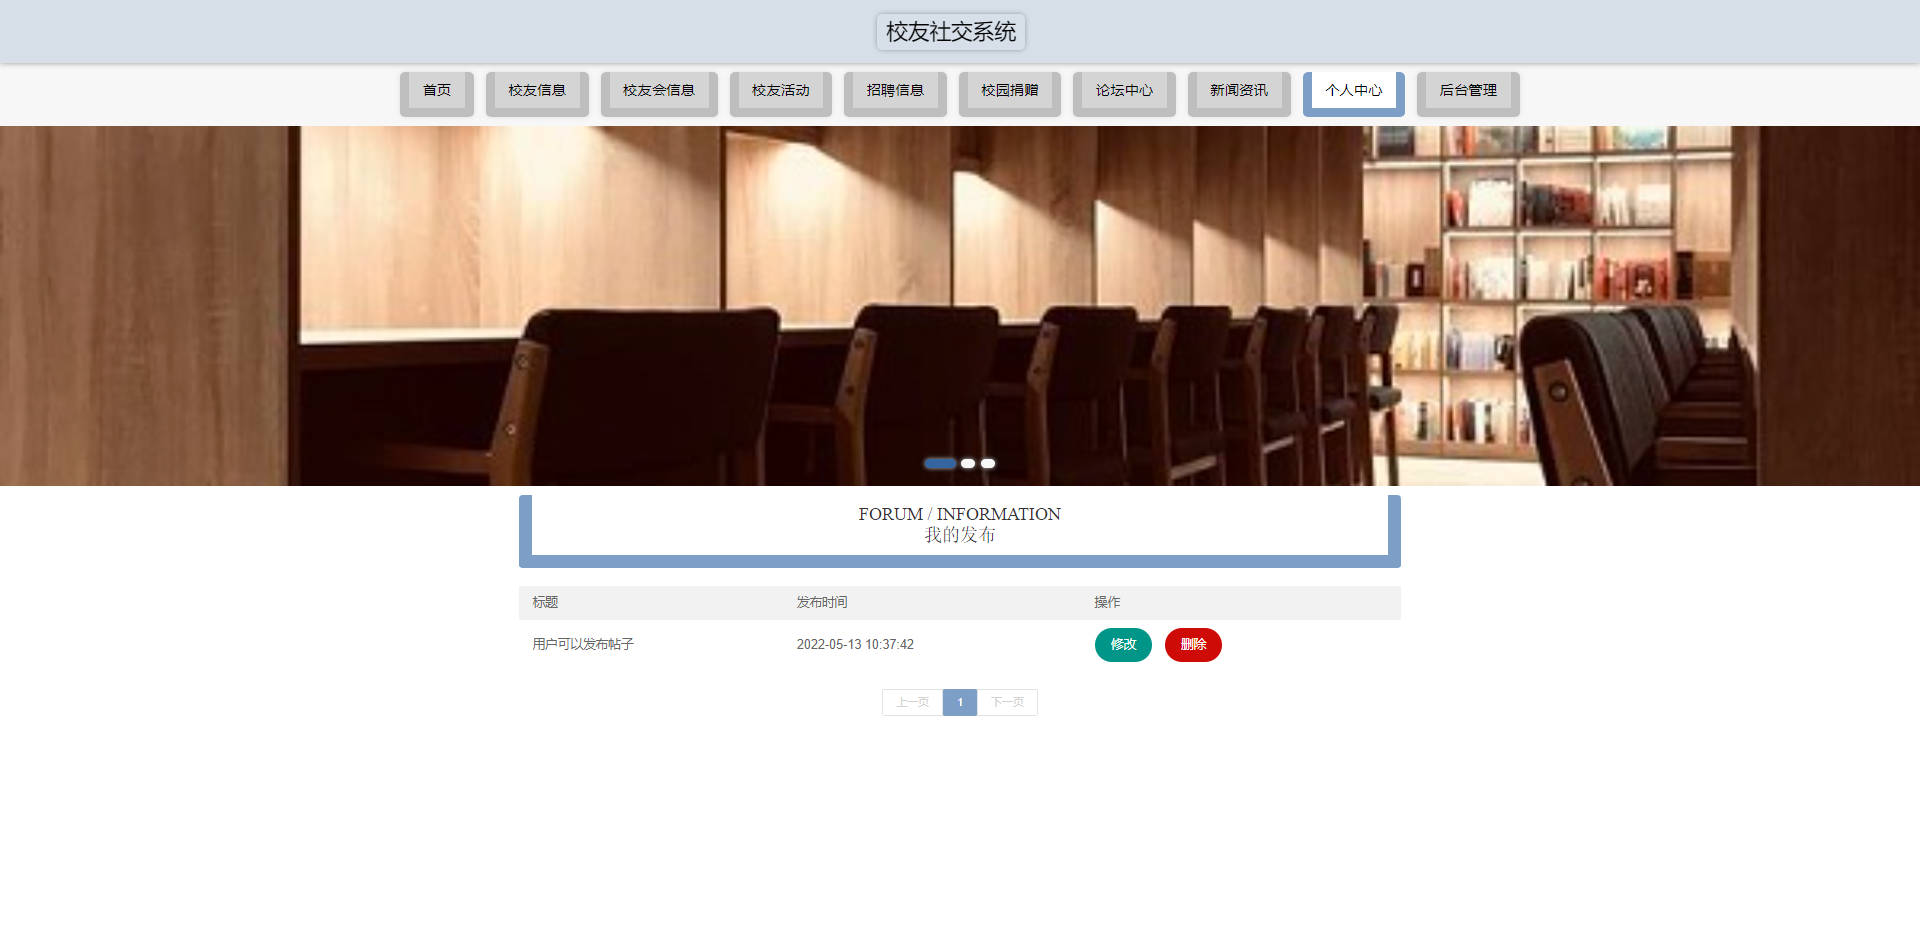 校友社交系统
首页 校友信息 校友会信息 校友活动 招聘信息 校园捐赠 论坛中心 新闻资讯 个人中心 后台管理
FORUM / INFORMATION
我的发布
标题 发布时间 操作
用户可以发布帖子 2022-05-13 10:37:42 修改 删除
上一页 1 下一页